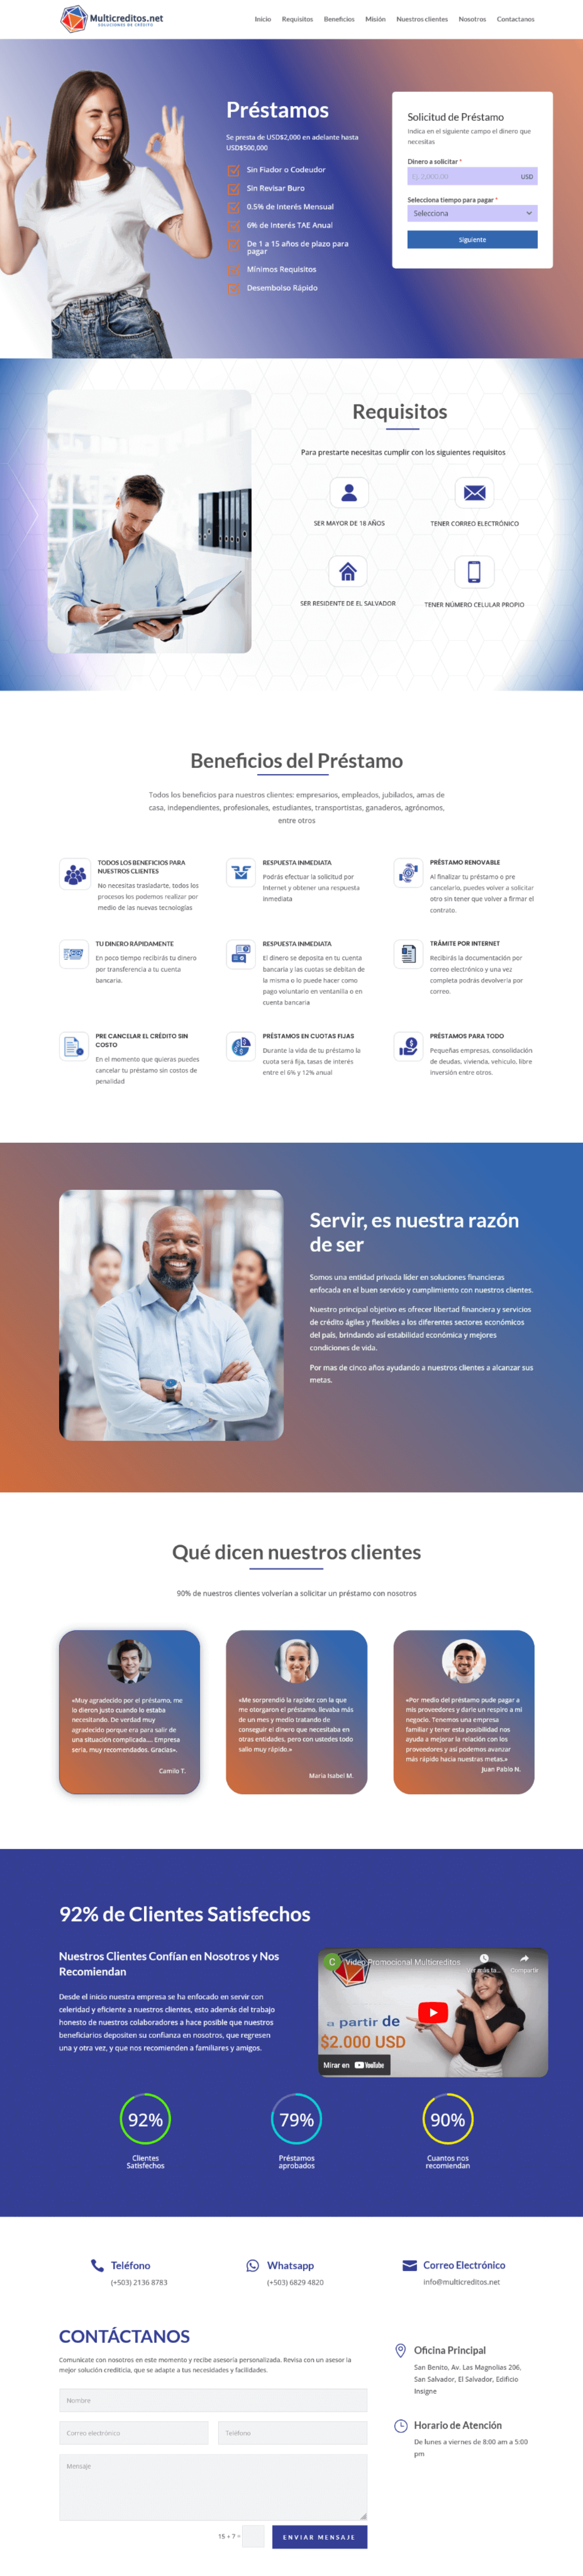 Multicreditos.net
SOLUCIONES DE CRÉDITO
Inicio Requisitos Beneficios Misión Nuestros clientes Nosotros Contactanos
Préstamos
Se presta de USD$2,000 en adelante hasta
USD$500,000
Sin Fiador o Codeudor
Sin Revisar Buro
0.5% de Interés Mensual
6% de Interés TAE Anual
De 1 a 15 años de plazo para
pagar
Mínimos Requisitos
Desembolso Rápido
Solicitud de Préstamo
Indica en el siguiente campo el dinero que
necesitas
Dinero a solicitar *
Ej. 2,000.00 USD
Selecciona tiempo para pagar *
Selecciona
Siguiente
Requisitos
Para prestarte necesitas cumplir con los siguientes requisitos
SER MAYOR DE 18 AÑOS
TENER CORREO ELECTRÓNICO
SER RESIDENTE DE EL SALVADOR
TENER NÚMERO CELULAR PROPIO
Beneficios del Préstamo
Todos los beneficios para nuestros clientes: empresarios, empleados, jubilados, amas de
casa, independientes, profesionales, estudiantes, transportistas, ganaderos, agrónomos,
entre otros
TODOS LOS BENEFICIOS PARA
NUESTROS CLIENTES
No necesitas trasladarte, todos los
procesos les podemos realizar por
medio de las nuevas tecnologías
RESPUESTA INMEDIATA
Podrás efectuar la solicitud por
Internet y obtener una respuesta
inmediata
PRÉSTAMO RENOVABLE
Al finalizar tu préstamo o pre
cancelarlo, puedes volver a solicitar
otro sin tener que volver a firmar el
contrato.
TU DINERO RÁPIDAMENTE
En poco tiempo recibirás tu dinero
por transferencia a tu cuenta
bancaria.
RESPUESTA INMEDIATA
El dinero se deposita en tu cuenta
bancaria y las cuotas se debitan de
la misma o lo puede hacer como
pago voluntario en ventanilla o en
cuenta bancaria
TRÁMITE POR INTERNET
Recibirás la documentación por
correo electrónico y una vez
completa podrás devolverla por
correo.
PRE CANCELAR EL CRÉDITO SIN
COSTO
En el momento que quieras puedes
cancelar tu préstamo sin costos de
penalidad
PRÉSTAMOS EN CUOTAS FIJAS
Durante la vida de tu préstamo la
cuota será fija, tasas de interés
entre el 6% y 12% anual
PRÉSTAMOS PARA TODO
Pequeñas empresas, consolidación
de deudas, vivienda, vehículo, libre
inversión entre otros.
Servir, es nuestra razón
de ser
Somos una entidad privada líder en soluciones financieras
enfocada en el buen servicio y cumplimiento con nuestros clientes.
Nuestro principal objetivo es ofrecer libertad financiera y servicios
de crédito ágiles y flexibles a los diferentes sectores económicos
del país, brindando así estabilidad económica y mejores
condiciones de vida.
Por mas de cinco años ayudando a nuestros clientes a alcanzar sus
metas.
Qué dicen nuestros clientes
90% de nuestros clientes volverían a solicitar un préstamo con nosotros
«Muy agradecido por el préstamo, me
lo dieron justo cuando lo estaba
necesitando. De verdad muy
agradecido porque era para salir de
una situación complicada.... Empresa
seria, muy recomendados. Gracias».
Camilo T.
«Me sorprendió la rapidez con la que
me otorgaron el préstamo, llevaba más
de un mes y medio tratando de
conseguir el dinero que necesitaba en
otras entidades, pero con ustedes todo
salio muy rápido.»
Maria Isabel M.
«Por medio del préstamo pude pagar a
mis proveedores y darle un respiro a mi
negocio. Tenemos una empresa
familiar y tener esta posibilidad nos
ayuda a mejorar la relación con los
proveedores y así podemos avanzar
más rápido hacia nuestras metas.»
Juan Pablo N.
92% de Clientes Satisfechos
Nuestros Clientes Confían en Nosotros y Nos
Recomiendan
Desde el inicio nuestra empresa se ha enfocado en servir con
celeridad y eficiente a nuestros clientes, esto además del trabajo
honesto de nuestros colaboradores a hace posible que nuestros
beneficiarios depositen su confianza en nosotros, que regresen
una y otra vez, y que nos recomienden a familiares y amigos.
C Video Promocional Multicreditos
Ver más ta... Compartir
a partir de
$2.000 USD
Mirar en YouTube
92%
Clientes
Satisfechos
79%
Préstamos
aprobados
90%
Cuantos nos
recomiendan
Teléfono
(+503) 2136 8783
Whatsapp
(+503) 6829 4820
Correo Electrónico
info@multicreditos.net
CONTÁCTANOS
Comunícate con nosotros en este momento y recibe asesoría personalizada. Revisa con un asesor la
mejor solución crediticia, que se adapte a tus necesidades y facilidades.
Nombre
Correo electrónico
Teléfono
Mensaje
15 + 7 =
ENVIAR MENSAJE
Oficina Principal
San Benito, Av. Las Magnolias 206,
San Salvador, El Salvador, Edificio
Insigne
Horario de Atención
De lunes a viernes de 8:00 am a 5:00
pm